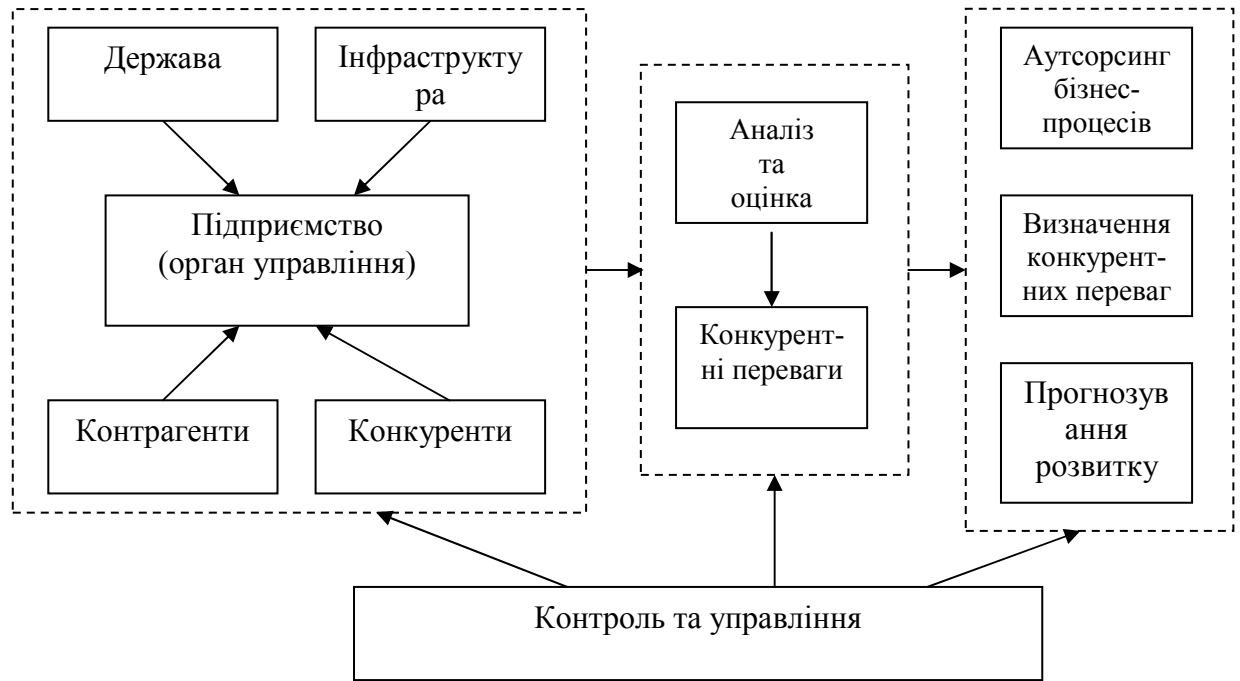 Держава
Інфраструкту
ра
Підприємство
(орган управління)
Контрагенти
Конкуренти
Аналіз
та
оцінка
Конкурент-
ні переваги
Аутсорсинг
бізнес-
процесів
Визначення
конкурент-
них переваг
Прогнозув
ання
розвитку
Контроль та управління